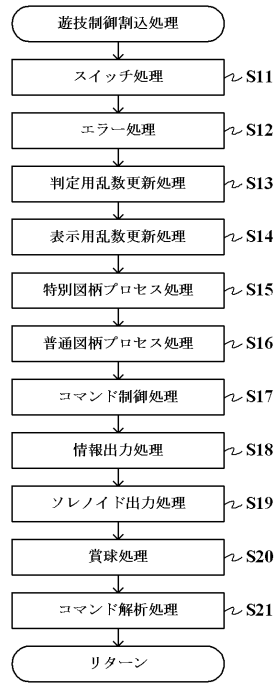 遊技制御割込処理
スイッチ処理 S11
エラー処理 S12
判定用乱数更新処理 S13
表示用乱数更新処理 S14
特別図柄プロセス処理 S15
普通図柄プロセス処理 S16
コマンド制御処理 S17
情報出力処理 S18
ソレノイド出力処理 S19
賞球処理 S20
コマンド解析処理 S21
リターン